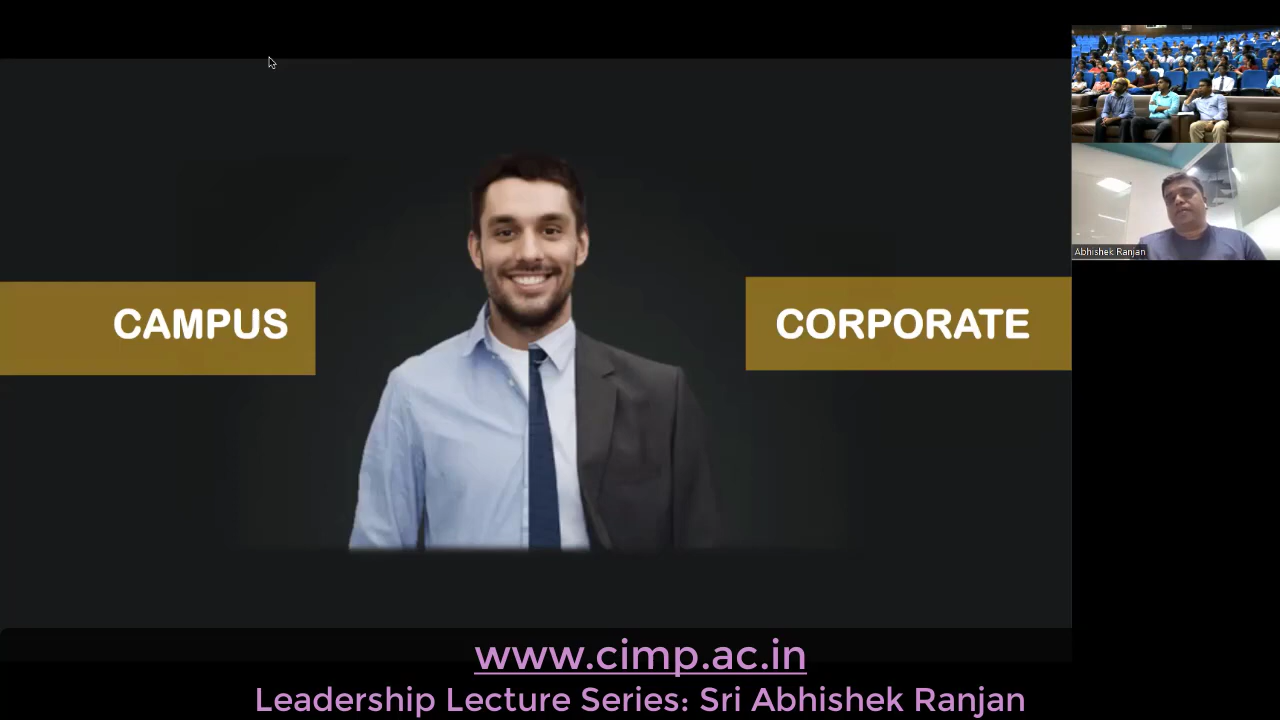 CAMPUS
CORPORATE
Abhishek Ranjan
www.cimp.ac.in
Leadership Lecture Series: Sri Abhishek Ranjan